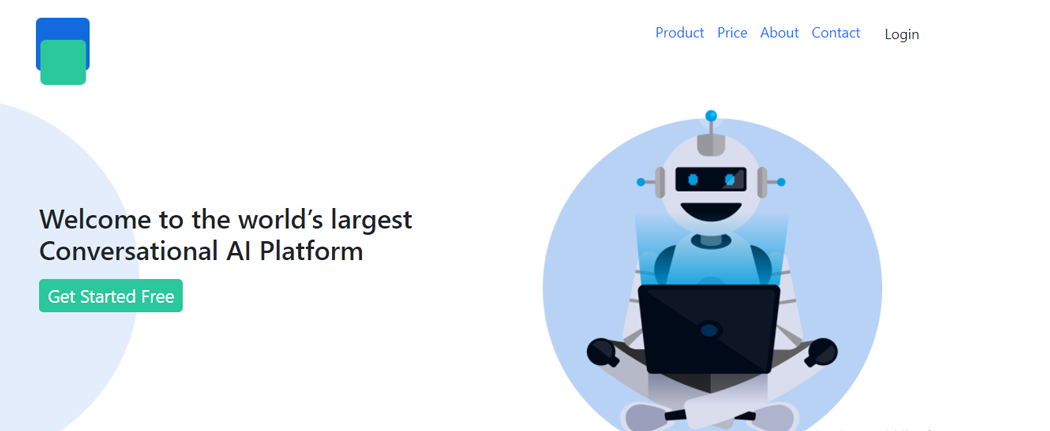 Product Price About Contact Login
Welcome to the world's largest
Conversational AI Platform
Get Started Free